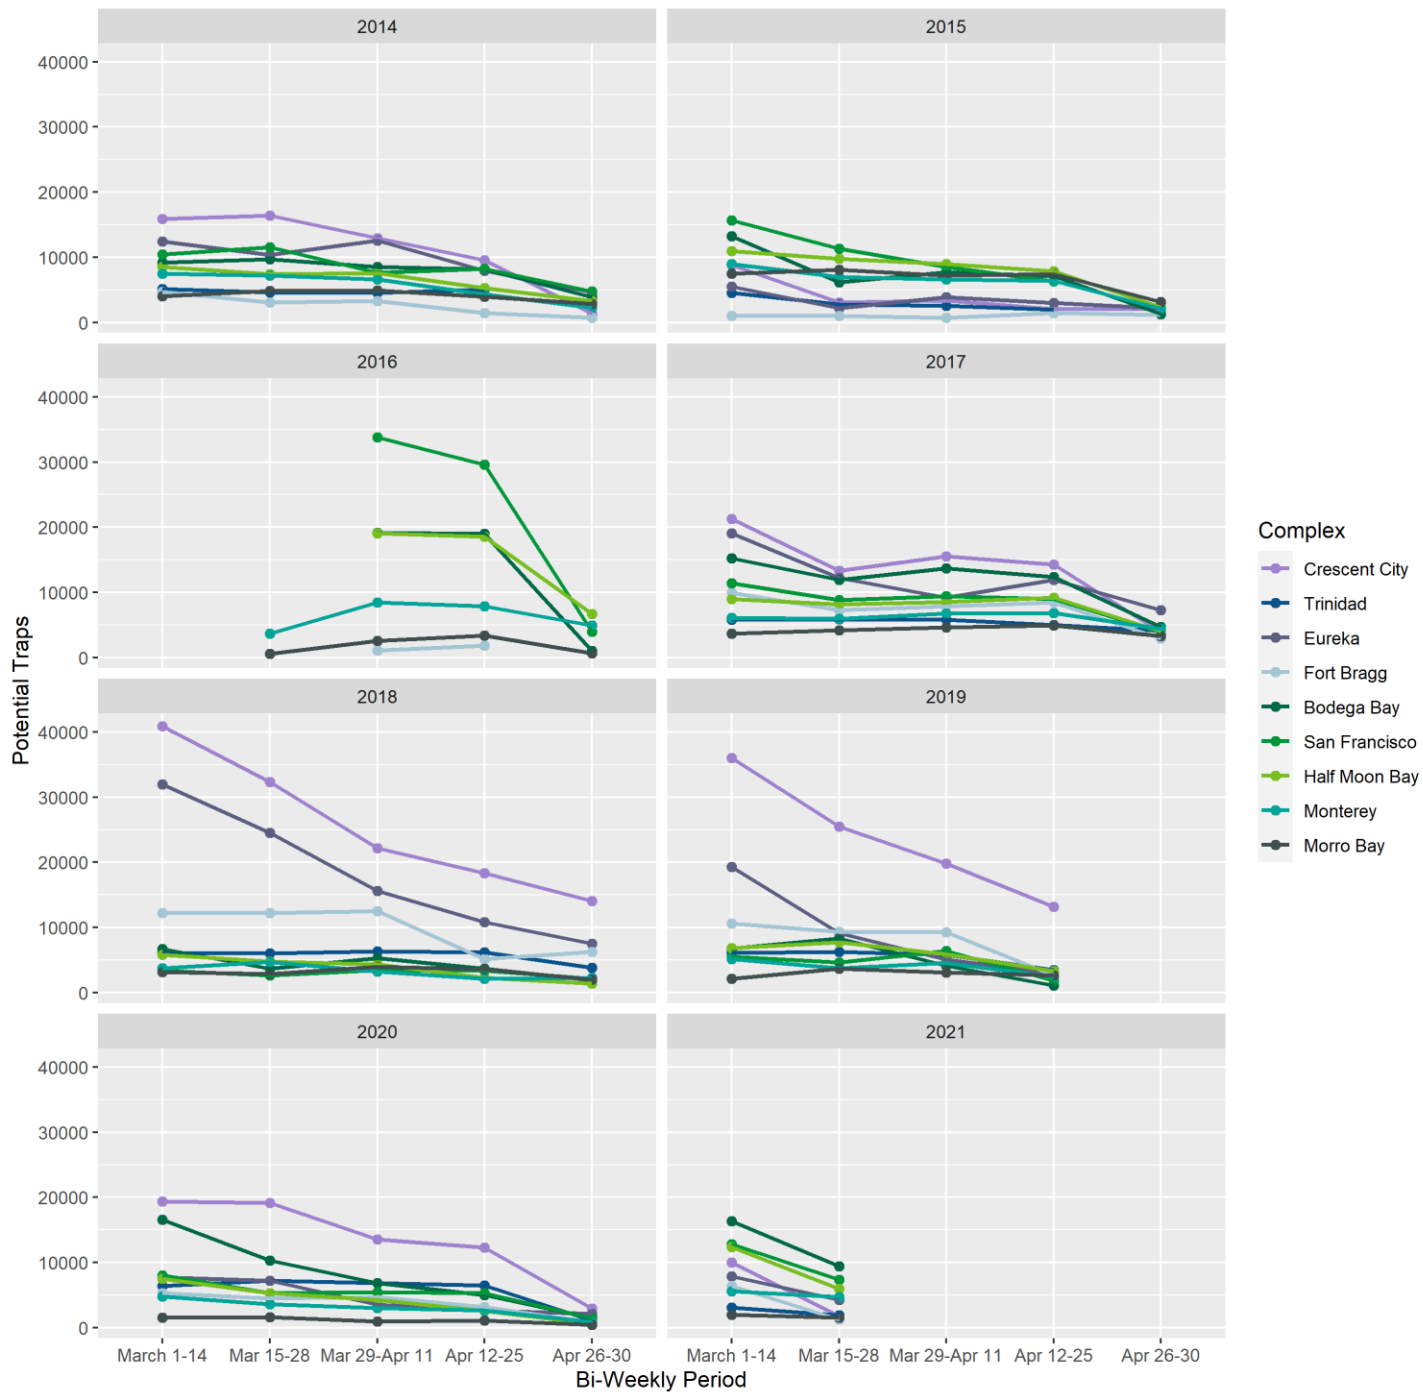 2014
2015
40000
30000
20000
10000
0
2016
2017
40000
30000
20000
10000
0
Potential Traps
Complex
Crescent City
Trinidad
Eureka
Fort Bragg
Bodega Bay
San Francisco
Half Moon Bay
Monterey
Morro Bay
2018
2019
40000
30000
20000
10000
0
2020
2021
40000
30000
20000
10000
0
March 1-14 Mar 15-28 Mar 29-Apr 11 Apr 12-25 Apr 26-30
March 1-14 Mar 15-28 Mar 29-Apr 11 Apr 12-25 Apr 26-30
Bi-Weekly Period